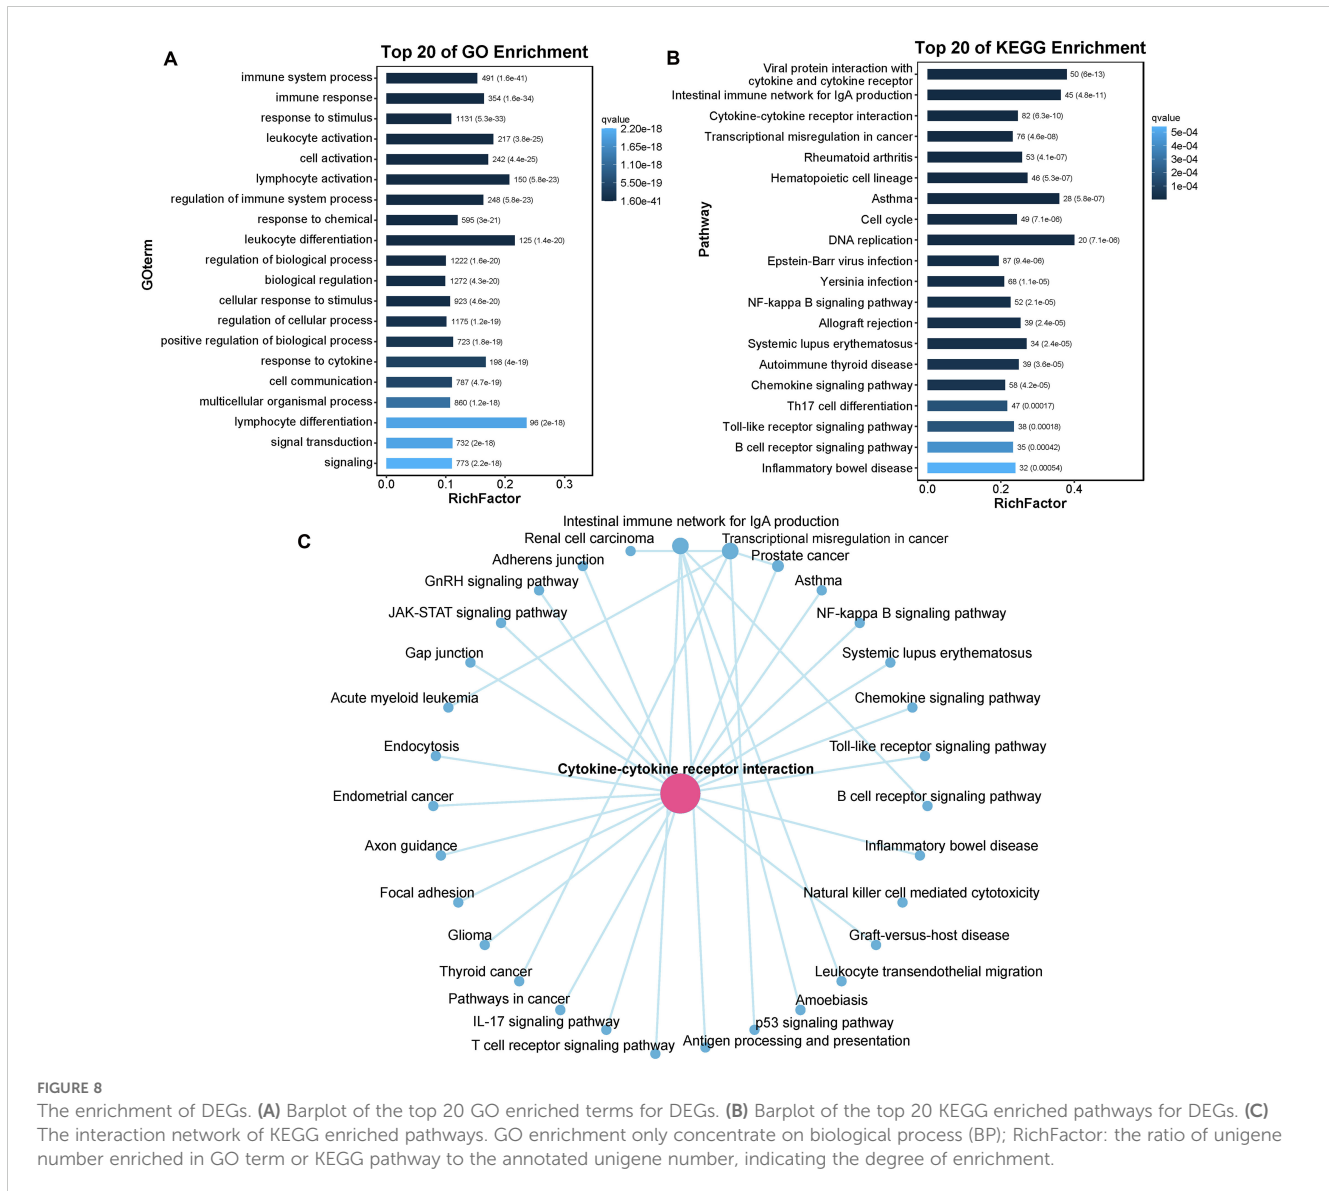 A
Top 20 of GO Enrichment
GOterm
immune system process 491 (1.6e-41)
immune response 354 (1.6e-34)
response to stimulus 1131 (5.3e-33)
leukocyte activation 217 (3.8e-25)
cell activation 242 (4.4e-25)
lymphocyte activation 150 (5.8e-23)
regulation of immune system process 248 (5.8e-23)
response to chemical 595 (3e-21)
leukocyte differentiation 125 (1.4e-20)
regulation of biological process 1222 (1.6e-20)
biological regulation 1272 (4.3e-20)
cellular response to stimulus 923 (4.6e-20)
regulation of cellular process 1175 (1.2e-19)
positive regulation of biological process 723 (1.8e-19)
response to cytokine 198 (4e-19)
cell communication 787 (4.7e-19)
multicellular organismal process 860 (1.2e-18)
lymphocyte differentiation 96 (2e-18)
signal transduction 732 (2e-18)
signaling 773 (2.2e-18)
0.0 0.1 0.2 0.3
RichFactor
qvalue
2.20e-18
1.65e-18
1.10e-18
5.50e-19
1.60e-41
B
Top 20 of KEGG Enrichment
Pathway
Viral protein interaction with
cytokine and cytokine receptor 50 (6e-13)
Intestinal immune network for IgA production 45 (4.8e-11)
Cytokine-cytokine receptor interaction 82 (6.3e-10)
Transcriptional misregulation in cancer 76 (4.6e-08)
Rheumatoid arthritis 53 (4.1e-07)
Hematopoietic cell lineage 46 (5.3e-07)
Asthma 28 (5.8e-07)
Cell cycle 49 (7.1e-06)
DNA replication 20 (7.1e-06)
Epstein-Barr virus infection 87 (9.4e-06)
Yersinia infection 68 (1.1e-05)
NF-kappa B signaling pathway 52 (2.1e-05)
Allograft rejection 39 (2.4e-05)
Systemic lupus erythematosus 34 (2.4e-05)
Autoimmune thyroid disease 39 (3.6e-05)
Chemokine signaling pathway 58 (4.2e-05)
Th17 cell differentiation 47 (0.00017)
Toll-like receptor signaling pathway 38 (0.00018)
B cell receptor signaling pathway 35 (0.00042)
Inflammatory bowel disease 32 (0.00054)
0.0 0.2 0.4
RichFactor
qvalue
5e-04
4e-04
3e-04
2e-04
1e-04
C
Intestinal immune network for IgA production
Renal cell carcinoma
Transcriptional misregulation in cancer
Adherens junction
Prostate cancer
GnRH signaling pathway
Asthma
JAK-STAT signaling pathway
NF-kappa B signaling pathway
Gap junction
Systemic lupus erythematosus
Acute myeloid leukemia
Chemokine signaling pathway
Endocytosis
Toll-like receptor signaling pathway
Cytokine-cytokine receptor interaction
Endometrial cancer
B cell receptor signaling pathway
Axon guidance
Inflammatory bowel disease
Focal adhesion
Natural killer cell mediated cytotoxicity
Glioma
Graft-versus-host disease
Thyroid cancer
Leukocyte transendothelial migration
Pathways in cancer
Amoebiasis
IL-17 signaling pathway
p53 signaling pathway
T cell receptor signaling pathway
Antigen processing and presentation
FIGURE 8
The enrichment of DEGs. (A) Barplot of the top 20 GO enriched terms for DEGs. (B) Barplot of the top 20 KEGG enriched pathways for DEGs. (C)
The interaction network of KEGG enriched pathways. GO enrichment only concentrate on biological process (BP); RichFactor: the ratio of unigene
number enriched in GO term or KEGG pathway to the annotated unigene number, indicating the degree of enrichment.